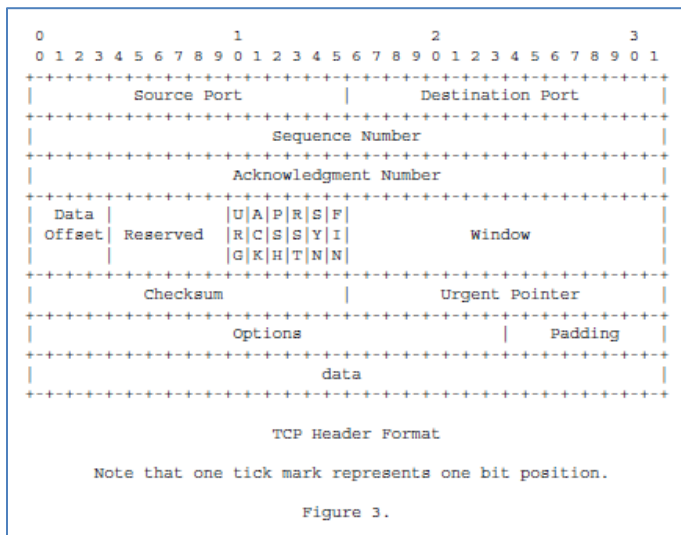 0                   1                   2                   3
0 1 2 3 4 5 6 7 8 9 0 1 2 3 4 5 6 7 8 9 0 1 2 3 4 5 6 7 8 9 0 1
+-+-+-+-+-+-+-+-+-+-+-+-+-+-+-+-+-+-+-+-+-+-+-+-+-+-+-+-+-+-+-+-+
|          Source Port          |       Destination Port        |
+-+-+-+-+-+-+-+-+-+-+-+-+-+-+-+-+-+-+-+-+-+-+-+-+-+-+-+-+-+-+-+-+
|                        Sequence Number                        |
+-+-+-+-+-+-+-+-+-+-+-+-+-+-+-+-+-+-+-+-+-+-+-+-+-+-+-+-+-+-+-+-+
|                    Acknowledgment Number                      |
+-+-+-+-+-+-+-+-+-+-+-+-+-+-+-+-+-+-+-+-+-+-+-+-+-+-+-+-+-+-+-+-+
|  Data |           |U|A|P|R|S|F|                               |
| Offset| Reserved  |R|C|S|S|Y|I|            Window             |
|       |           |G|K|H|T|N|N|                               |
+-+-+-+-+-+-+-+-+-+-+-+-+-+-+-+-+-+-+-+-+-+-+-+-+-+-+-+-+-+-+-+-+
|           Checksum            |         Urgent Pointer        |
+-+-+-+-+-+-+-+-+-+-+-+-+-+-+-+-+-+-+-+-+-+-+-+-+-+-+-+-+-+-+-+-+
|                    Options                    |    Padding    |
+-+-+-+-+-+-+-+-+-+-+-+-+-+-+-+-+-+-+-+-+-+-+-+-+-+-+-+-+-+-+-+-+
|                             data                              |
+-+-+-+-+-+-+-+-+-+-+-+-+-+-+-+-+-+-+-+-+-+-+-+-+-+-+-+-+-+-+-+-+
TCP Header Format
Note that one tick mark represents one bit position.
Figure 3.